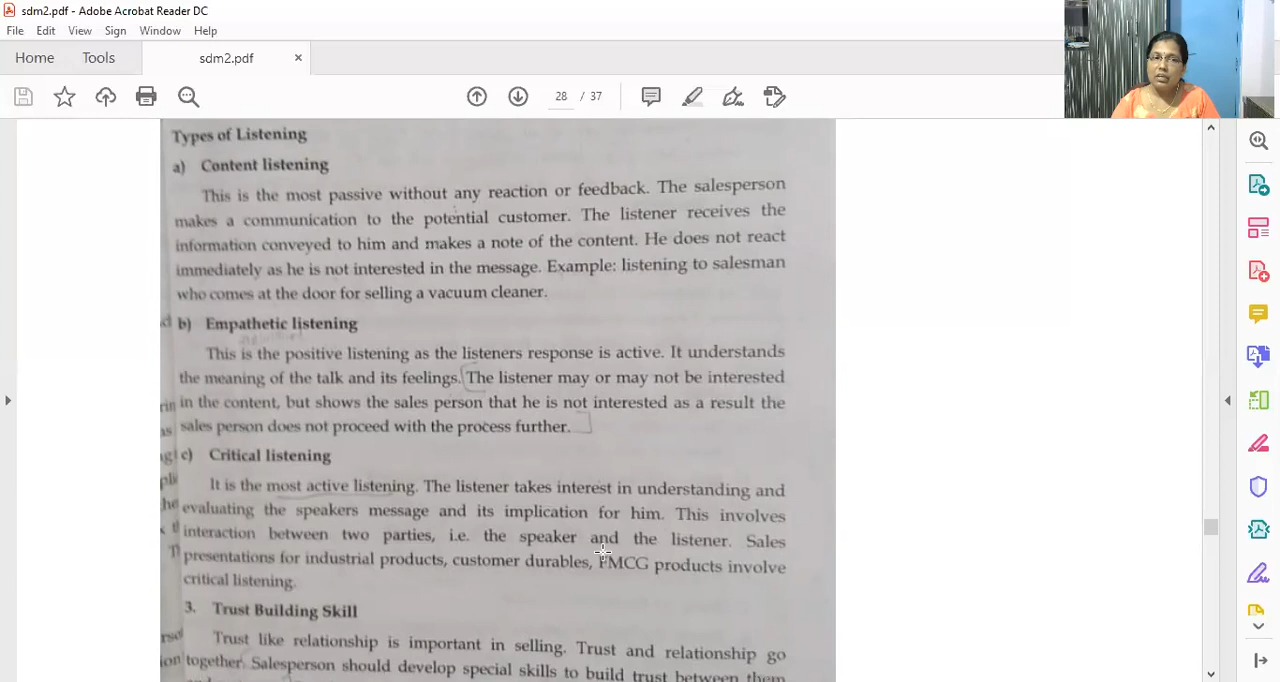 sdm2.pdf - Adobe Acrobat Reader DC
File Edit View Sign Window Help
Home Tools sdm2.pdf ×
28 / 37
Types of Listening
a) Content listening
This is the most passive without any reaction or feedback. The salesperson
makes a communication to the potential customer. The listener receives the
information conveyed to him and makes a note of the content. He does not react
immediately as he is not interested in the message. Example: listening to salesman
who comes at the door for selling a vacuum cleaner.
b) Empathetic listening
This is the positive listening as the listeners response is active. It understands
the meaning of the talk and its feelings. The listener may or may not be interested
in the content, but shows the sales person that he is not interested as a result the
sales person does not proceed with the process further.
c) Critical listening
It is the most active listening. The listener takes interest in understanding and
evaluating the speakers message and its implication for him. This involves
interaction between two parties, i.e. the speaker and the listener. Sales
presentations for industrial products, customer durables, FMCG products involve
critical listening.
3. Trust Building Skill
Trust like relationship is important in selling. Trust and relationship go
together. Salesperson should develop special skills to build trust between them